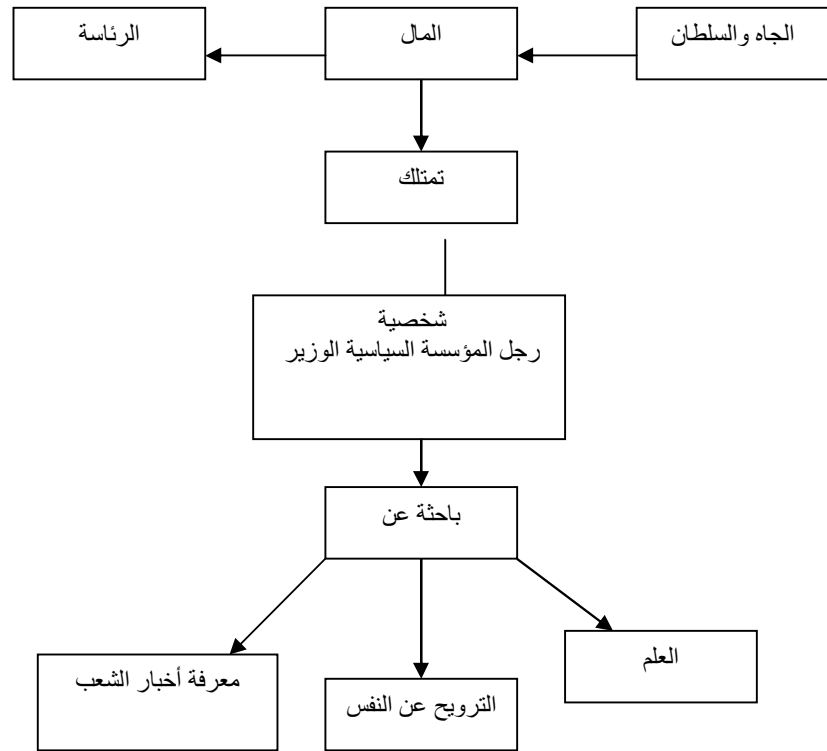 الجاه والسلطان
المال
الرئاسة
تمتلك
شخصية
رجل المؤسسة السياسية الوزير
باحثة عن
العلم
الترويح عن النفس
معرفة أخبار الشعب